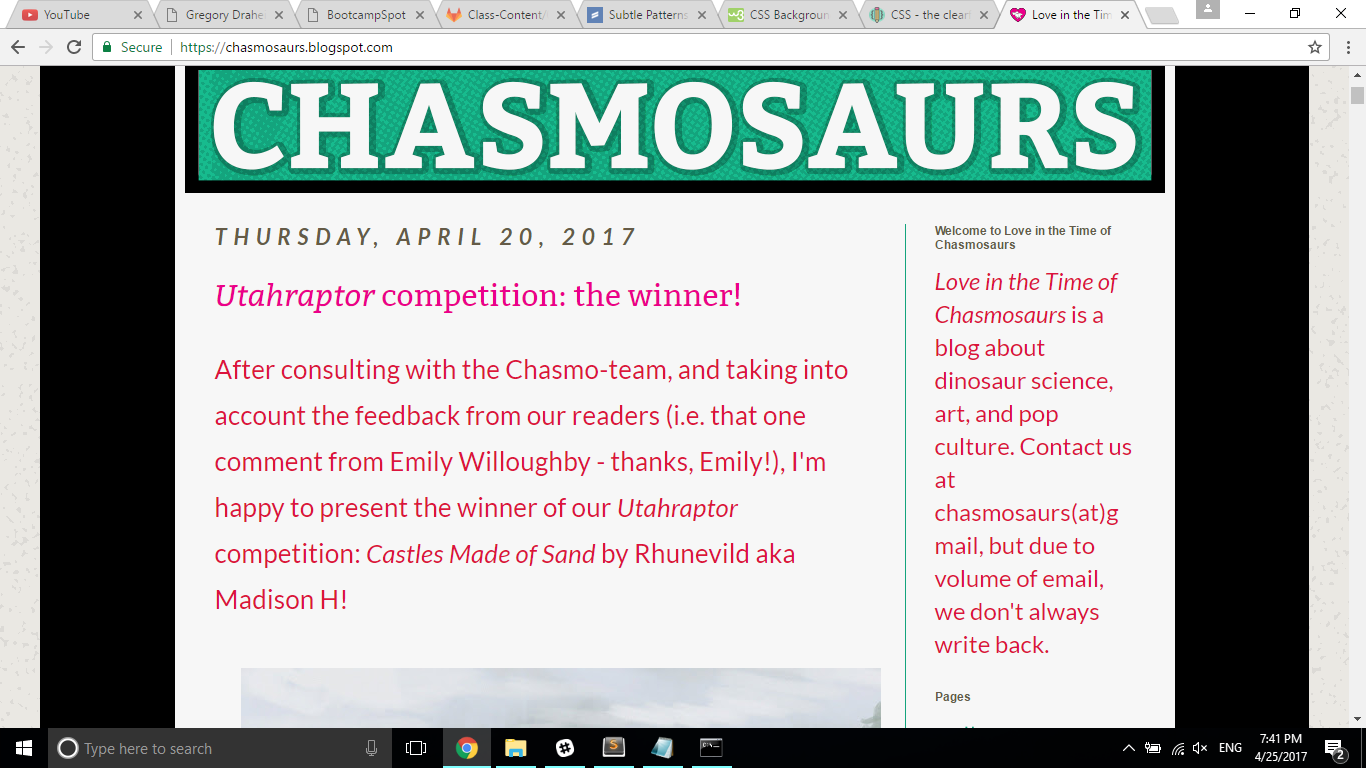 YouTube
Gregory Drahe
BootcampSpot
Class-Content/
Subtle Patterns
CSS Backgroun
CSS - the clear
Love in the Tim
Secure
https://chasmosaurs.blogspot.com
CHASMOSAURS
THURSDAY, APRIL 20, 2017
Utahraptor competition: the winner!
After consulting with the Chasmo-team, and taking into
account the feedback from our readers (i.e. that one
comment from Emily Willoughby - thanks, Emily!), I'm
happy to present the winner of our Utahraptor
competition: Castles Made of Sand by Rhunevild aka
Madison H!
Welcome to Love in the Time of
Chasmosaurs
Love in the Time of
Chasmosaurs is a
blog about
dinosaur science,
art, and pop
culture. Contact us
at
chasmosaurs(at)g
mail, but due to
volume of email,
we don't always
write back.
Pages
Type here to search
ENG
7:41 PM
4/25/2017
2